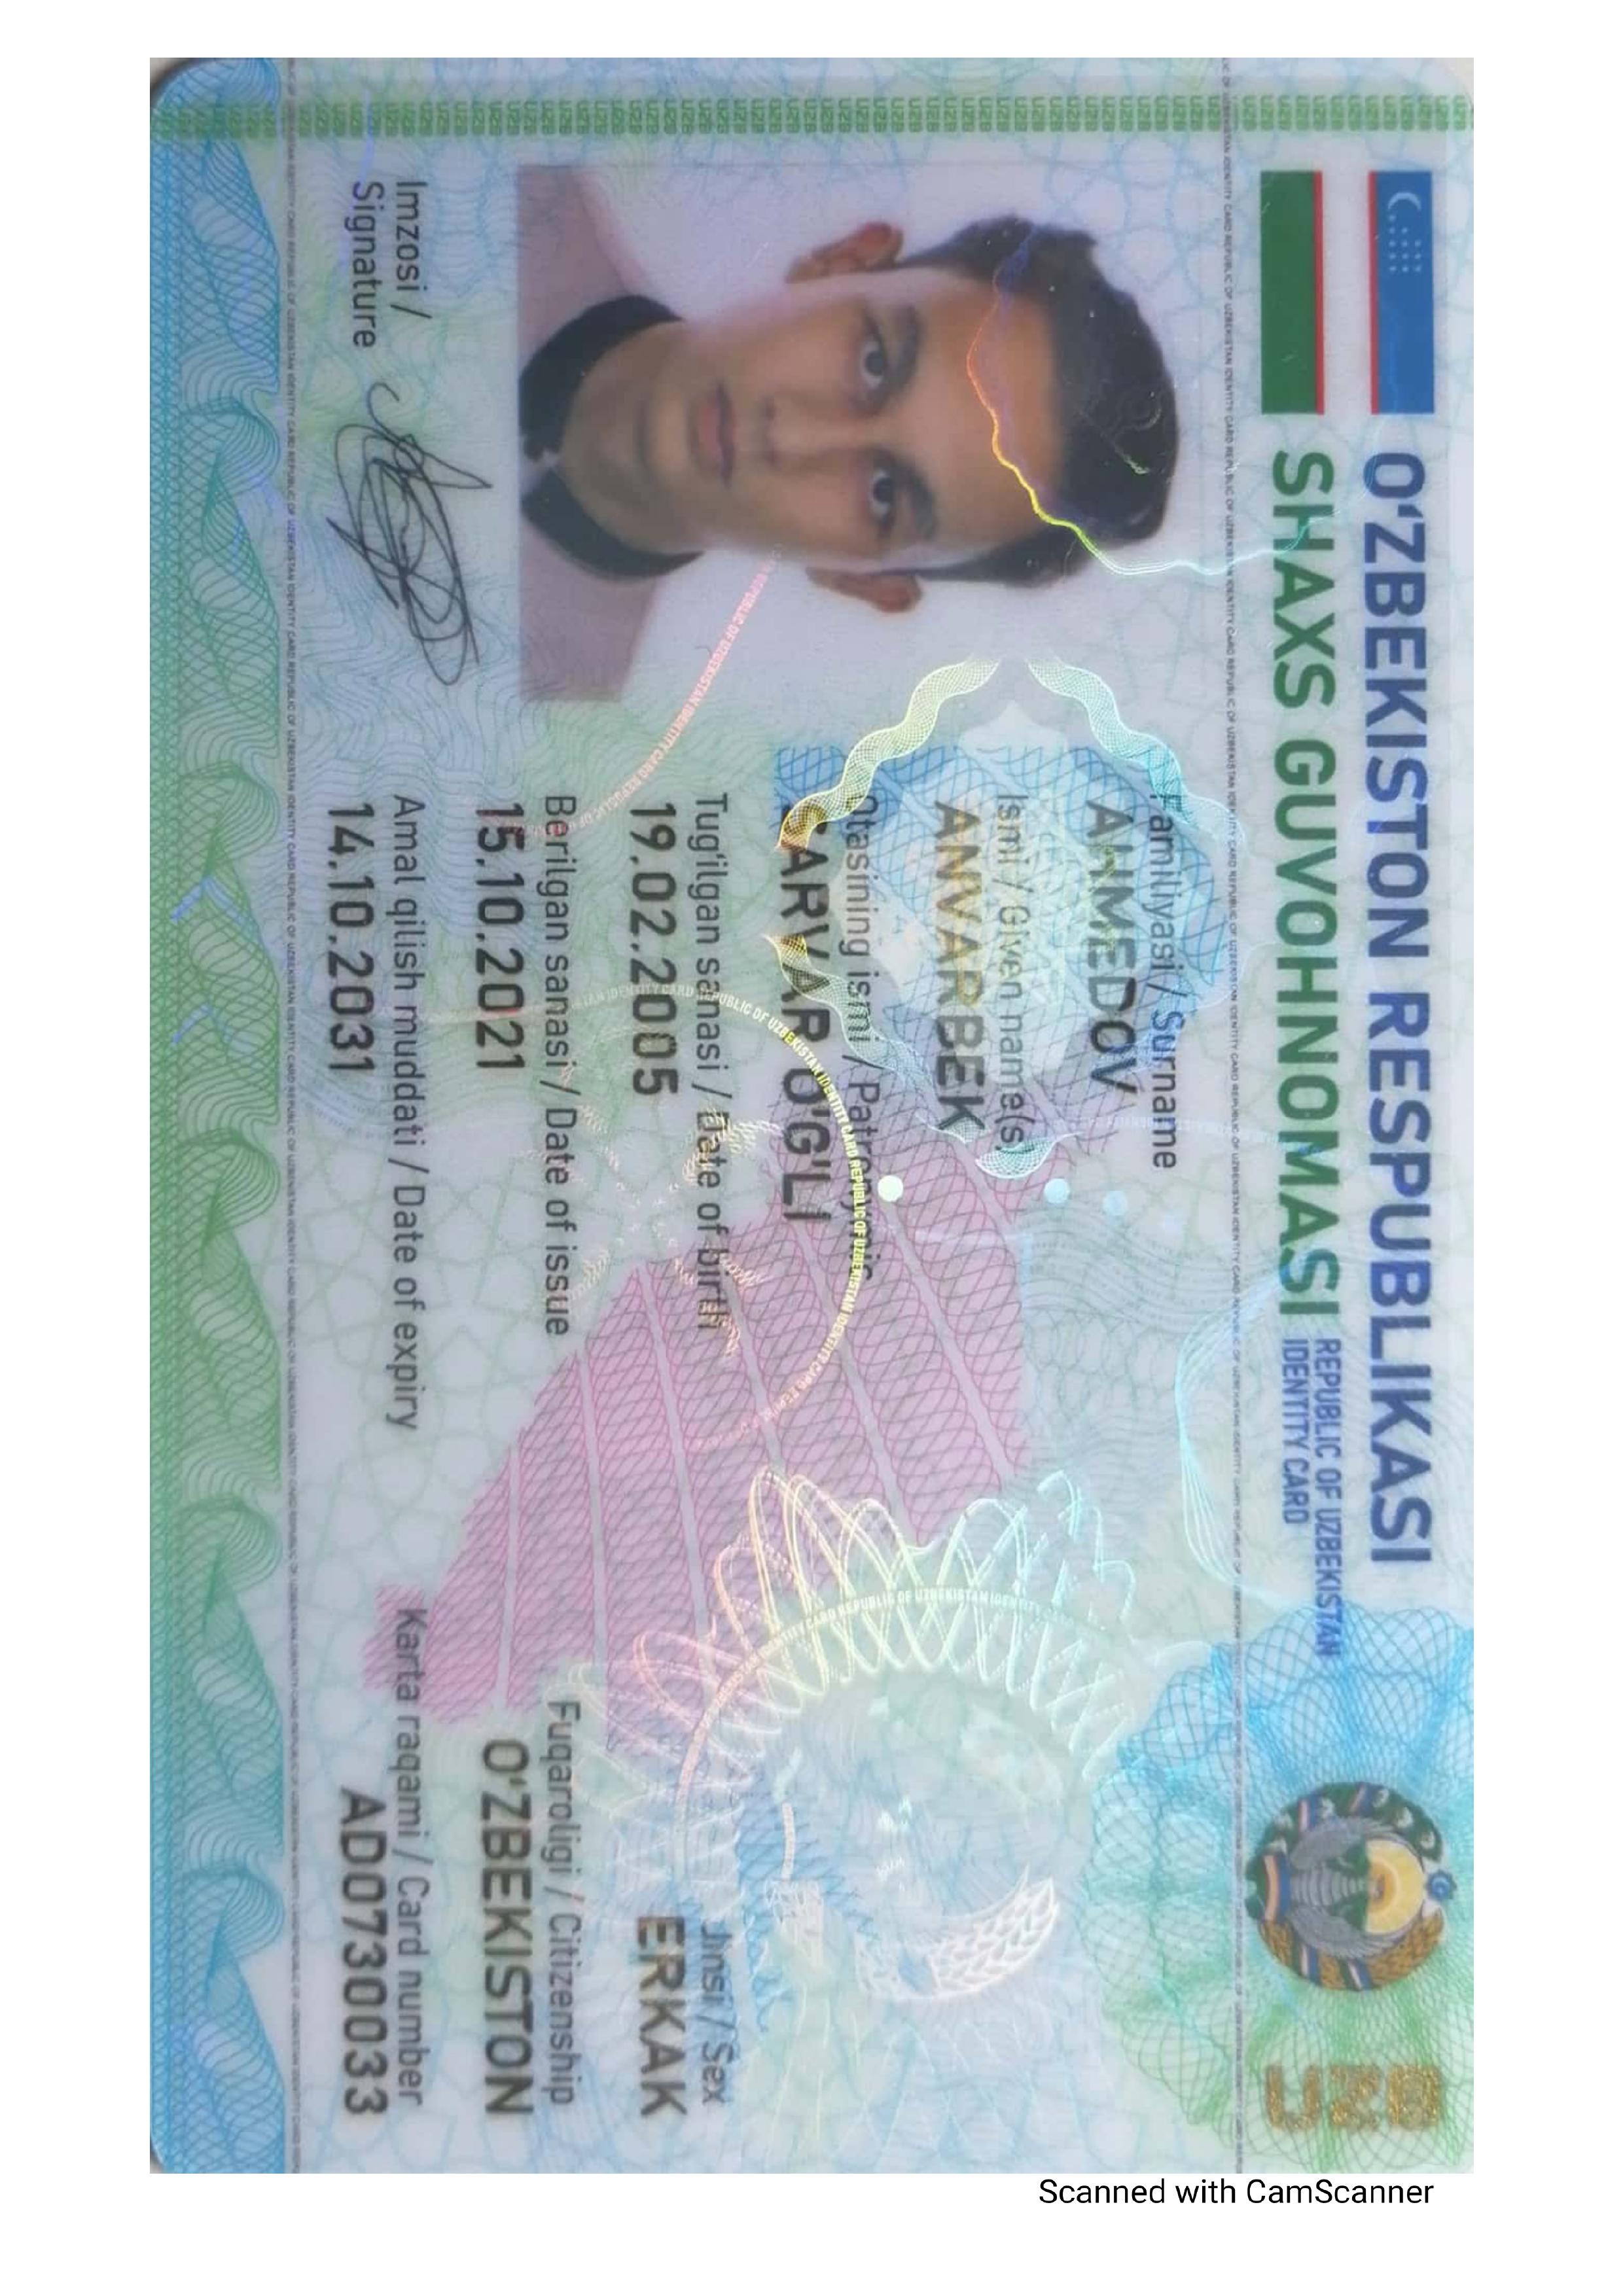 O‘ZBEKISTON RESPUBLIKASI
SHAXS GUVOHNOMASI
REPUBLIC OF UZBEKISTAN
IDENTITY CARD
UZB
Familiyasi / Surname
AHMEDOV
Ismi / Given name(s)
ANVARBEK
Otasining ismi / Patronymic
SARVAR O‘G‘LI
Tug‘ilgan sanasi / Date of birth
19.02.2005
Jinsi / Sex
ERKAK
Berilgan sanasi / Date of issue
15.10.2021
Fuqaroligi / Citizenship
O‘ZBEKISTON
Amal qilish muddati / Date of expiry
14.10.2031
Karta raqami / Card number
AD0730033
Imzosi /
Signature
Scanned with CamScanner